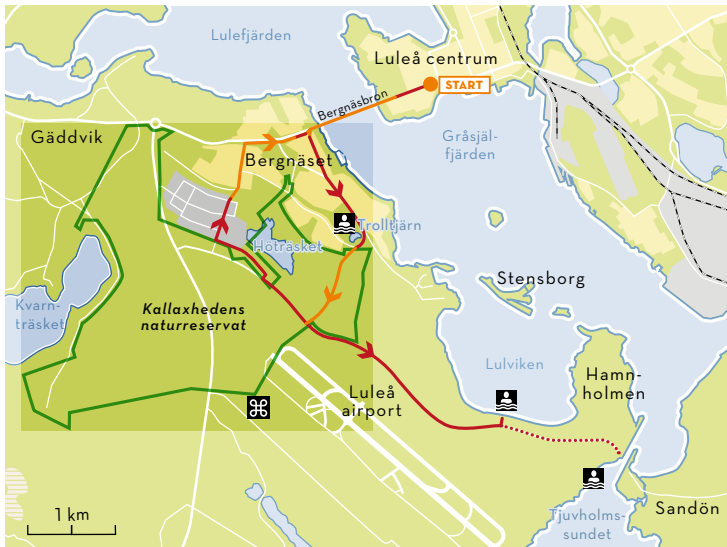 Lulefjärden
Luleå centrum
START
Bergnäsbron
Gäddvik
Gråsjäl-
fjärden
Bergnäset
Trolltjärn
Höträsket
Stensborg
Kvarn-
träsket
Kallaxhedens
naturreservat
Lulviken
Hamn-
holmen
Luleå
airport
1 km
Sandön
Tjuvholms-
sundet